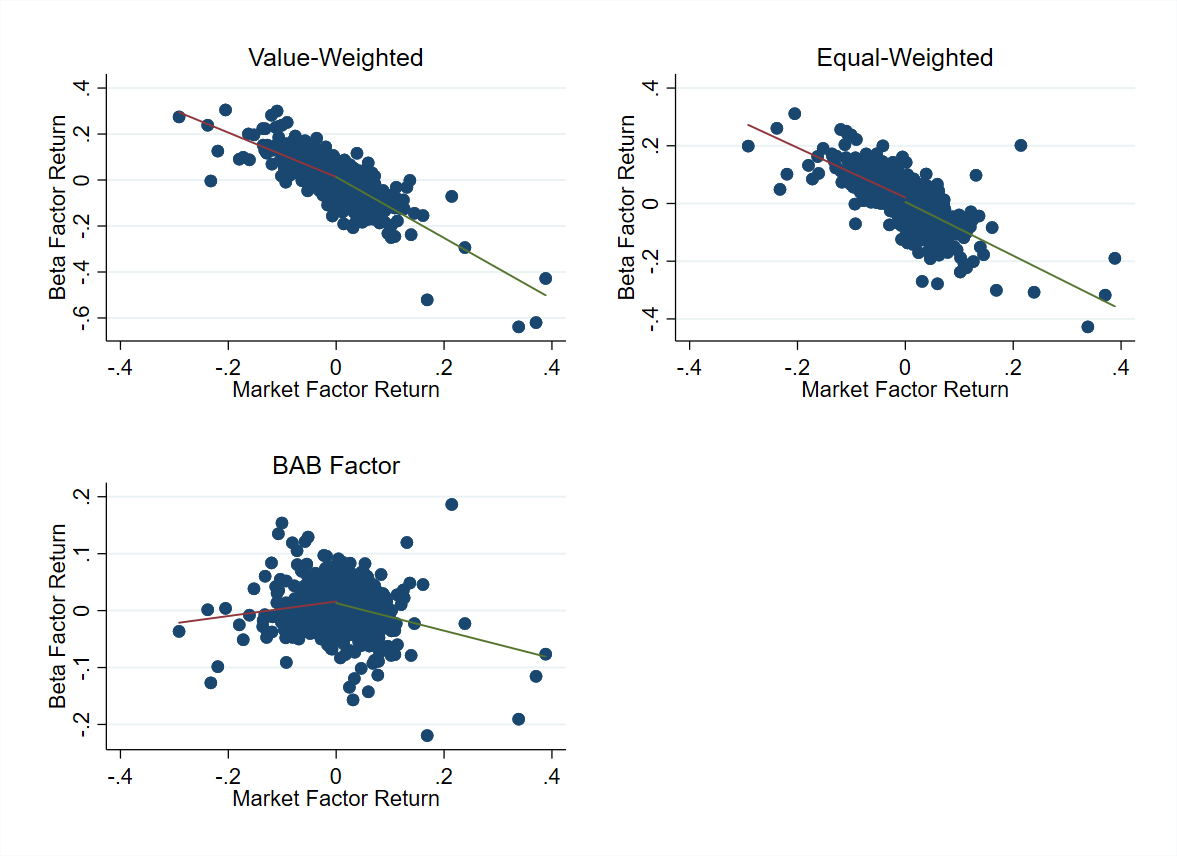 Value-Weighted
Beta Factor Return
.4
.2
0
-.2
-.4
-.6
-.4 -.2 0 .2 .4
Market Factor Return
Equal-Weighted
Beta Factor Return
.4
.2
0
-.2
-.4
-.4 -.2 0 .2 .4
Market Factor Return
BAB Factor
Beta Factor Return
.2
.1
0
-.1
-.2
-.4 -.2 0 .2 .4
Market Factor Return